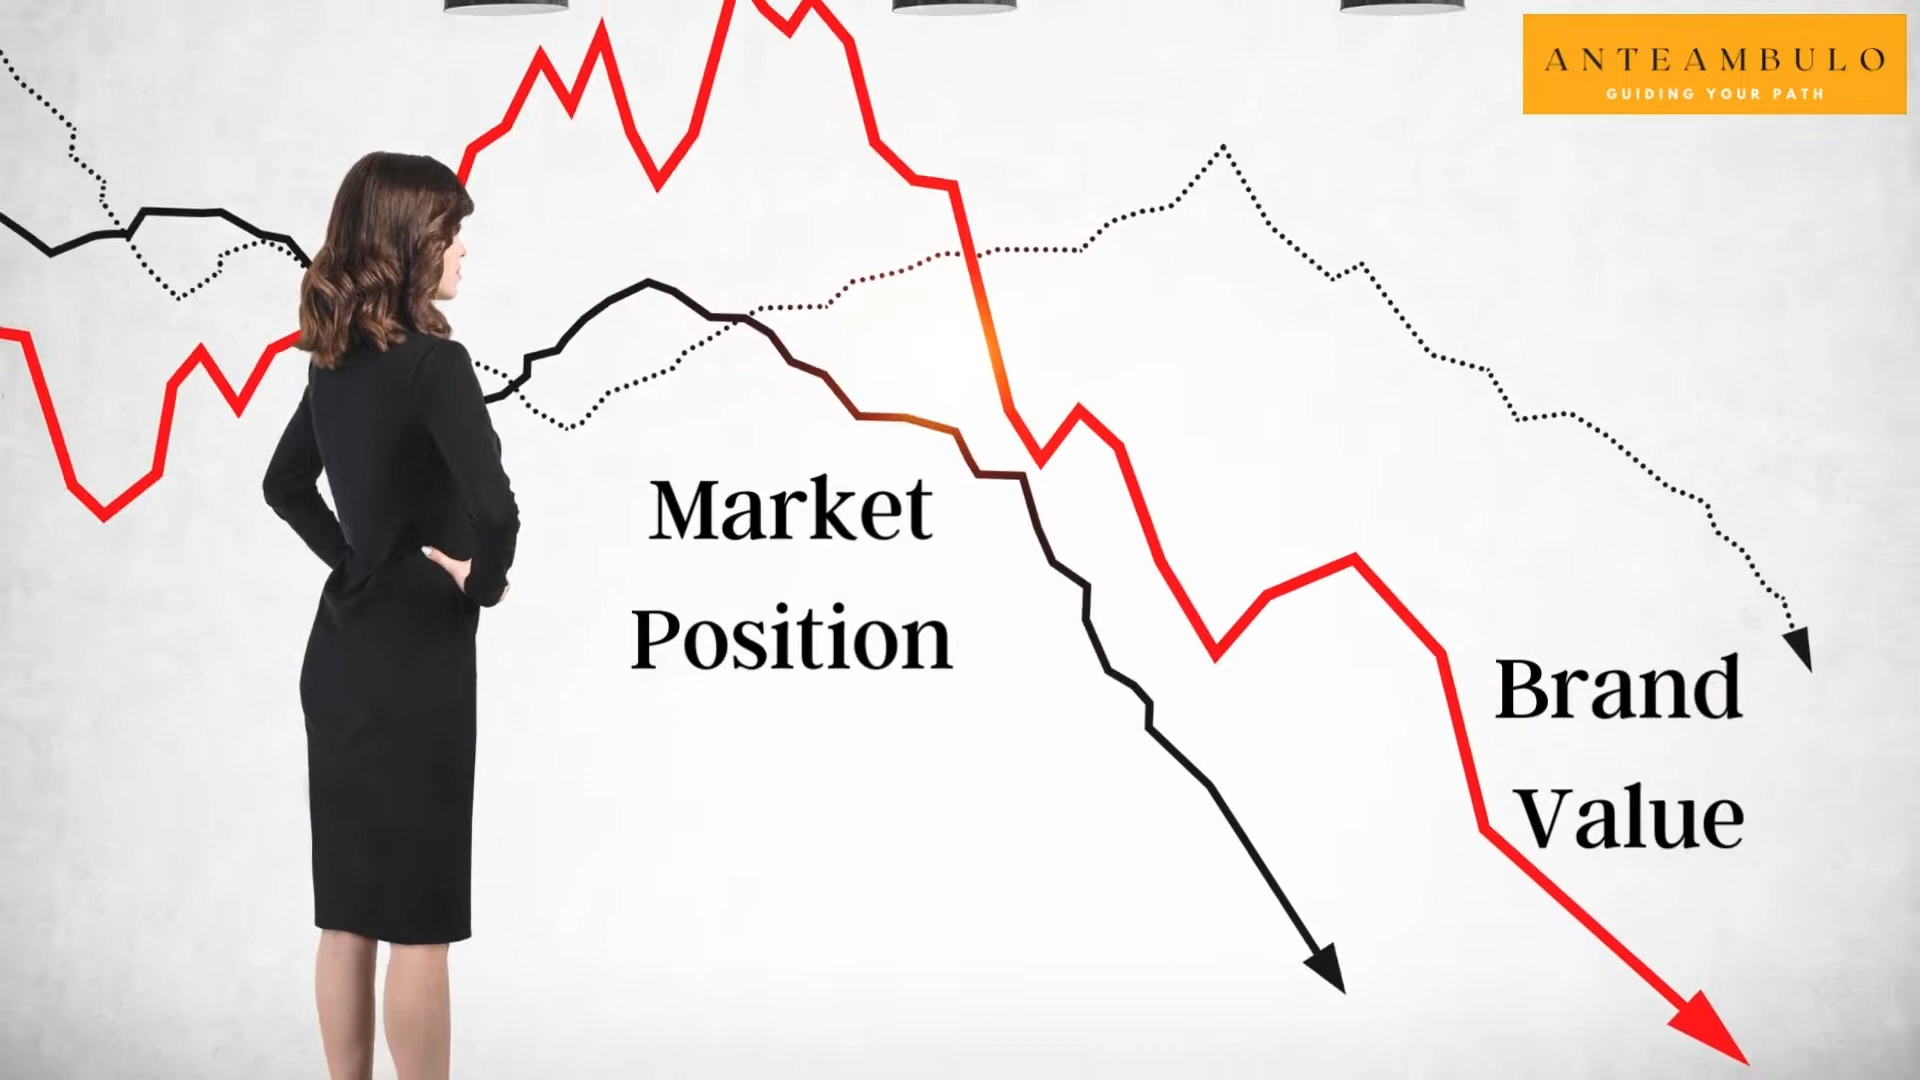 ANTEAMBULO
GUIDING YOUR PATH
Market
Position
Brand
Value